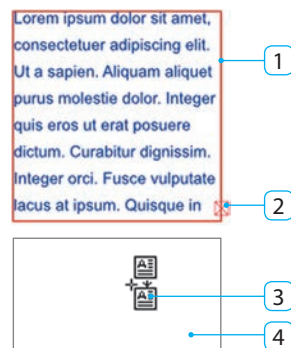 Lorem ipsum dolor sit amet,
consectetuer adipiscing elit.
Ut a sapien. Aliquam aliquet
purus molestie dolor. Integer
quis eros ut erat posuere
dictum. Curabitur dignissim.
Integer orci. Fusce vulputate
lacus at ipsum. Quisque in
1
2
A
A
3
4